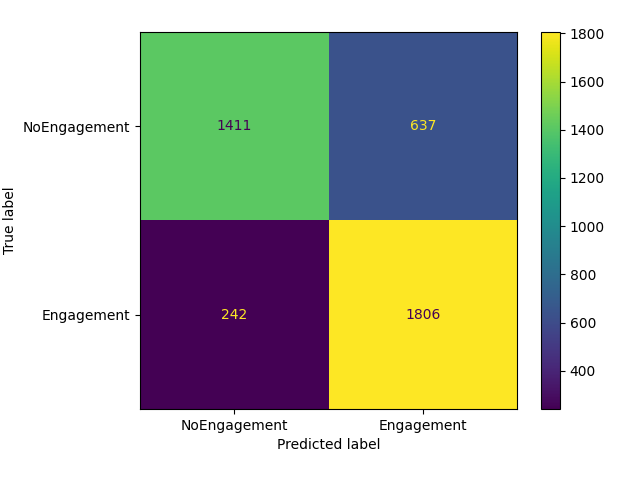 1800
1600
NoEngagement
1411
637
1400
1200
True label
1000
800
Engagement
242
1806
600
400
NoEngagement
Engagement
Predicted label